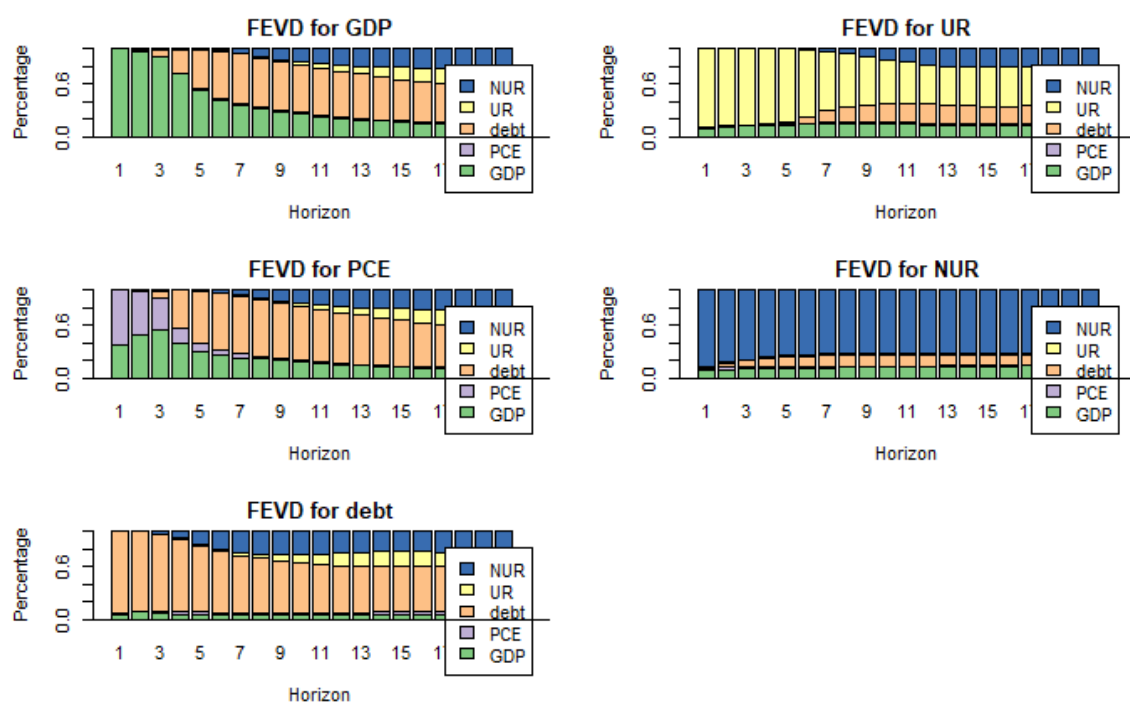 FEVD for GDP
Percentage
0.6
0.0
1 3 5 7 9 11 13 15 17
Horizon
NUR
UR
debt
PCE
GDP
FEVD for UR
Percentage
0.6
0.0
1 3 5 7 9 11 13 15
Horizon
NUR
UR
debt
PCE
GDP
FEVD for PCE
Percentage
0.6
0.0
1 3 5 7 9 11 13 15
Horizon
NUR
UR
debt
PCE
GDP
FEVD for NUR
Percentage
0.6
0.0
1 3 5 7 9 11 13 15
Horizon
NUR
UR
debt
PCE
GDP
FEVD for debt
Percentage
0.6
0.0
1 3 5 7 9 11 13 15
Horizon
NUR
UR
debt
PCE
GDP